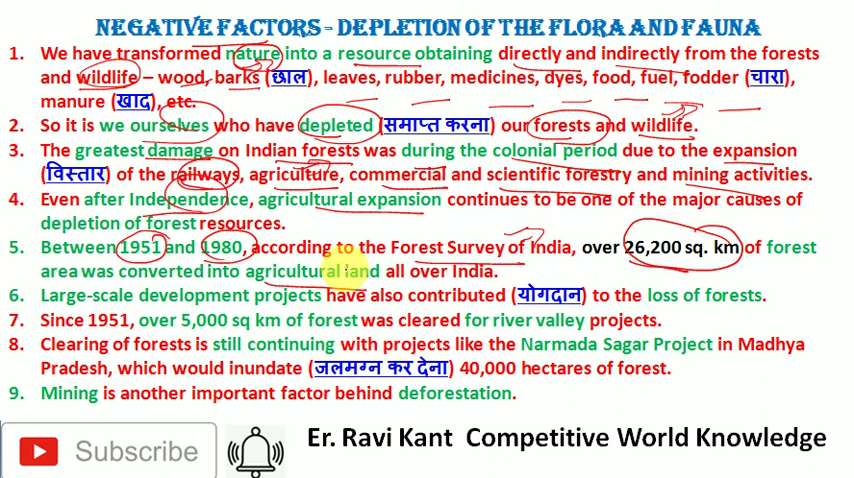 NEGATIVE FACTORS - DEPLETION OF THE FLORA AND FAUNA
1. We have transformed nature into a resource obtaining directly and indirectly from the forests
and wildlife – wood, barks (छाल), leaves, rubber, medicines, dyes, food, fuel, fodder (चारा),
manure (खाद), etc.
2. So it is we ourselves who have depleted (समाप्त करना) our forests and wildlife.
3. The greatest damage on Indian forests was during the colonial period due to the expansion
(विस्तार) of the railways, agriculture, commercial and scientific forestry and mining activities.
4. Even after Independence, agricultural expansion continues to be one of the major causes of
depletion of forest resources.
5. Between 1951 and 1980, according to the Forest Survey of India, over 26,200 sq. km of forest
area was converted into agricultural land all over India.
6. Large-scale development projects have also contributed (योगदान) to the loss of forests.
7. Since 1951, over 5,000 sq km of forest was cleared for river valley projects.
8. Clearing of forests is still continuing with projects like the Narmada Sagar Project in Madhya
Pradesh, which would inundate (जलमग्न कर देना) 40,000 hectares of forest.
9. Mining is another important factor behind deforestation.
Subscribe
Er. Ravi Kant Competitive World Knowledge